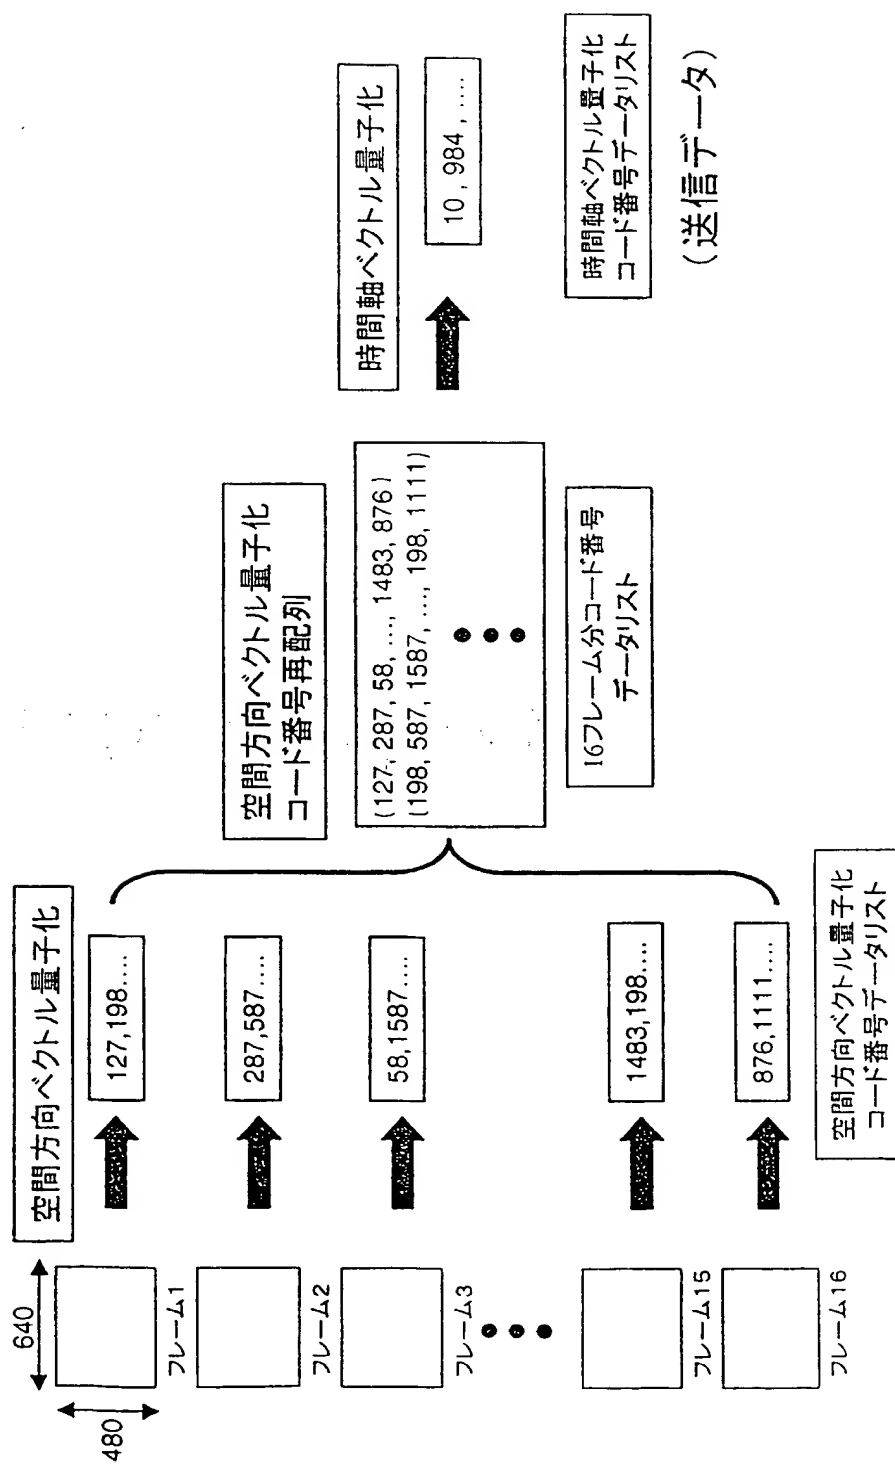 640
480
フレーム1
フレーム2
フレーム3
フレーム15
フレーム16
空間方向ベクトル量子化
127,198....
287,587....
58,1587....
1483,198....
876,1111....
空間方向ベクトル量子化
コード番号データリスト
空間方向ベクトル量子化
コード番号再配列
(127, 287, 58, ..., 1483, 876)
(198, 587, 1587, ..., 198, 1111)
16フレーム分コード番号
データリスト
時間軸ベクトル量子化
10, 984, .....
時間軸ベクトル量子化
コード番号データリスト
(送信データ)